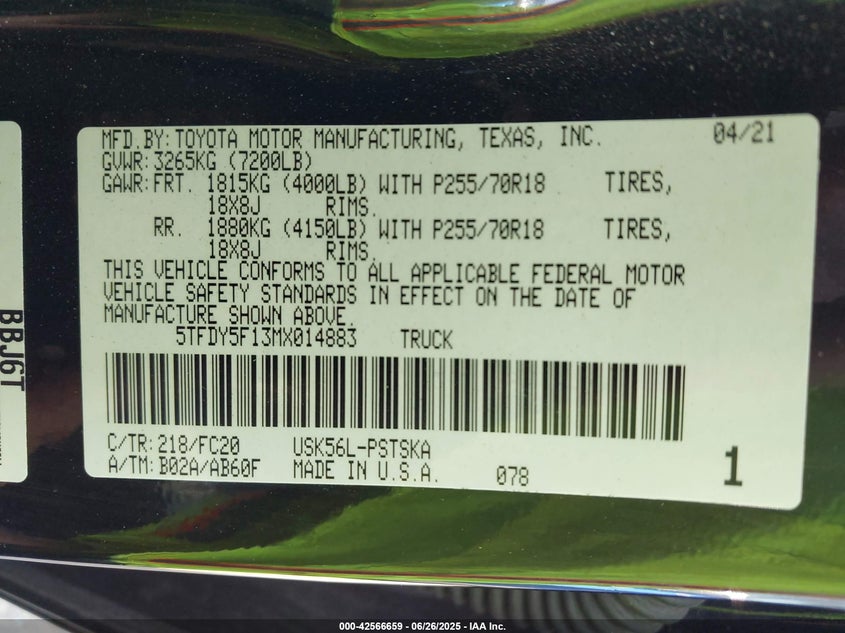 MFD.BY:TOYOTA MOTOR MANUFACTURING, TEXAS, INC. 04/21
GVWR:3265KG (7200LB)
GAWR:FRT. 1815KG (4000LB) WITH P255/70R18 TIRES,
18X8J RIMS.
RR. 1880KG (4150LB) WITH P255/70R18 TIRES,
18X8J RIMS.
THIS VEHICLE CONFORMS TO ALL APPLICABLE FEDERAL MOTOR
VEHICLE SAFETY STANDARDS IN EFFECT ON THE DATE OF
MANUFACTURE SHOWN ABOVE.
5TFDY5F13MX014883 TRUCK
C/TR:218/FC20 USK56L-PSTSKA
A/TM:B02A/AB60F MADE IN U.S.A. 078 1
BBJ6T
000-42566659 - 06/26/2025 - IAA Inc.